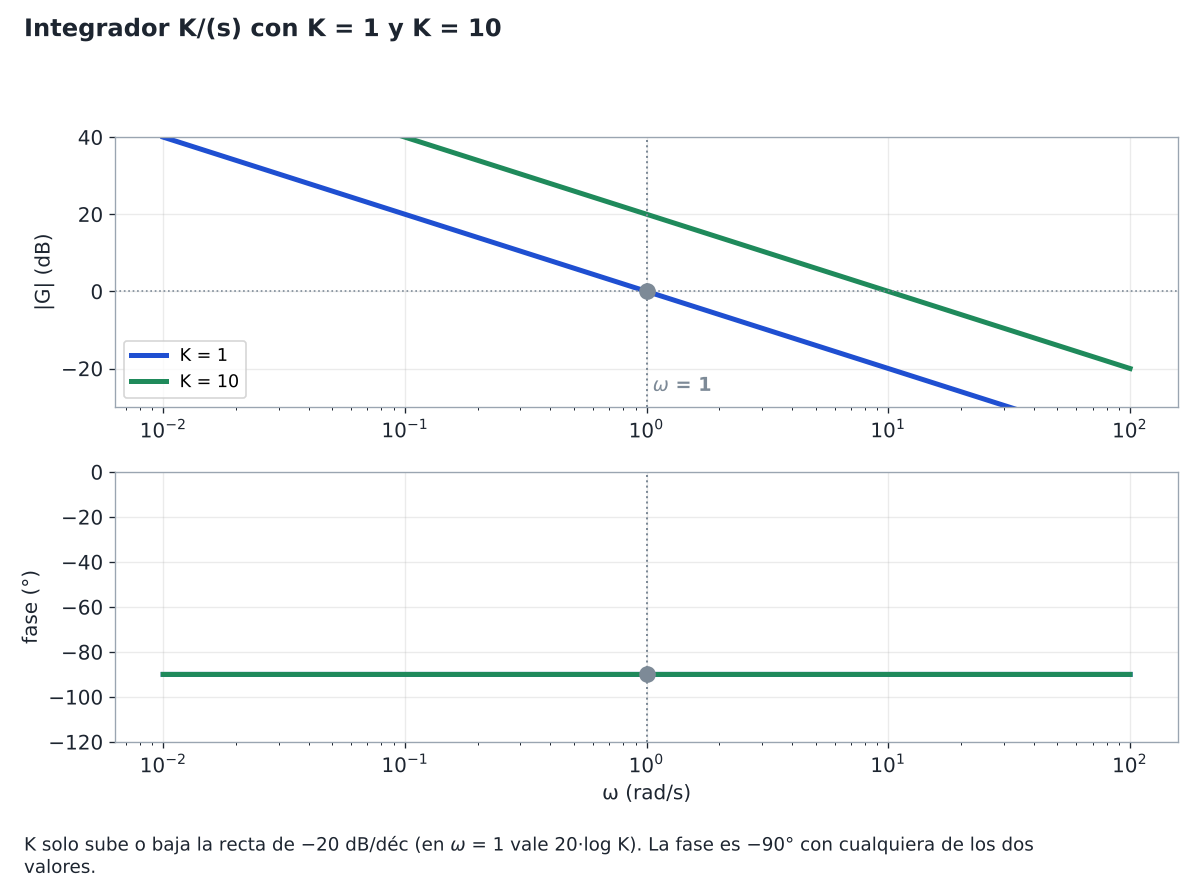 Integrador K/(s) con K = 1 y K = 10
40
20
0
−20
|G| (dB)
K = 1
K = 10
ω = 1
10⁻² 10⁻¹ 10⁰ 10¹ 10²
0
−20
−40
−60
−80
−100
−120
fase (°)
10⁻² 10⁻¹ 10⁰ 10¹ 10²
ω (rad/s)
K solo sube o baja la recta de −20 dB/déc (en ω = 1 vale 20·log K). La fase es −90° con cualquiera de los dos
valores.